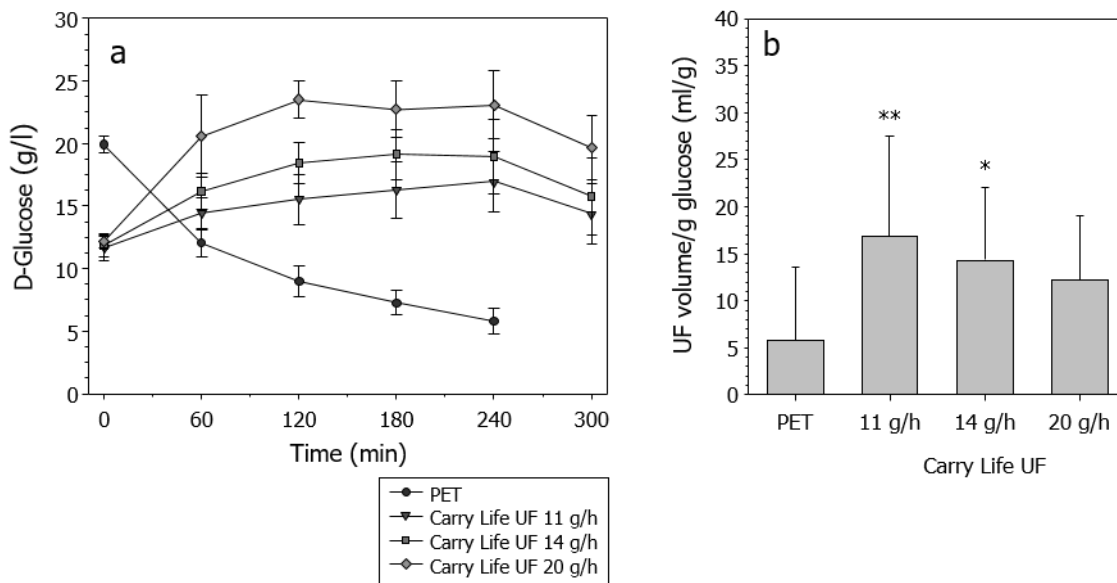 a
D-Glucose (g/l)
30
25
20
15
10
5
0
0 60 120 180 240 300
Time (min)
PET
Carry Life UF 11 g/h
Carry Life UF 14 g/h
Carry Life UF 20 g/h
b
UF volume/g glucose (ml/g)
40
35
30
25
20
15
10
5
0
**
*
PET 11 g/h 14 g/h 20 g/h
Carry Life UF